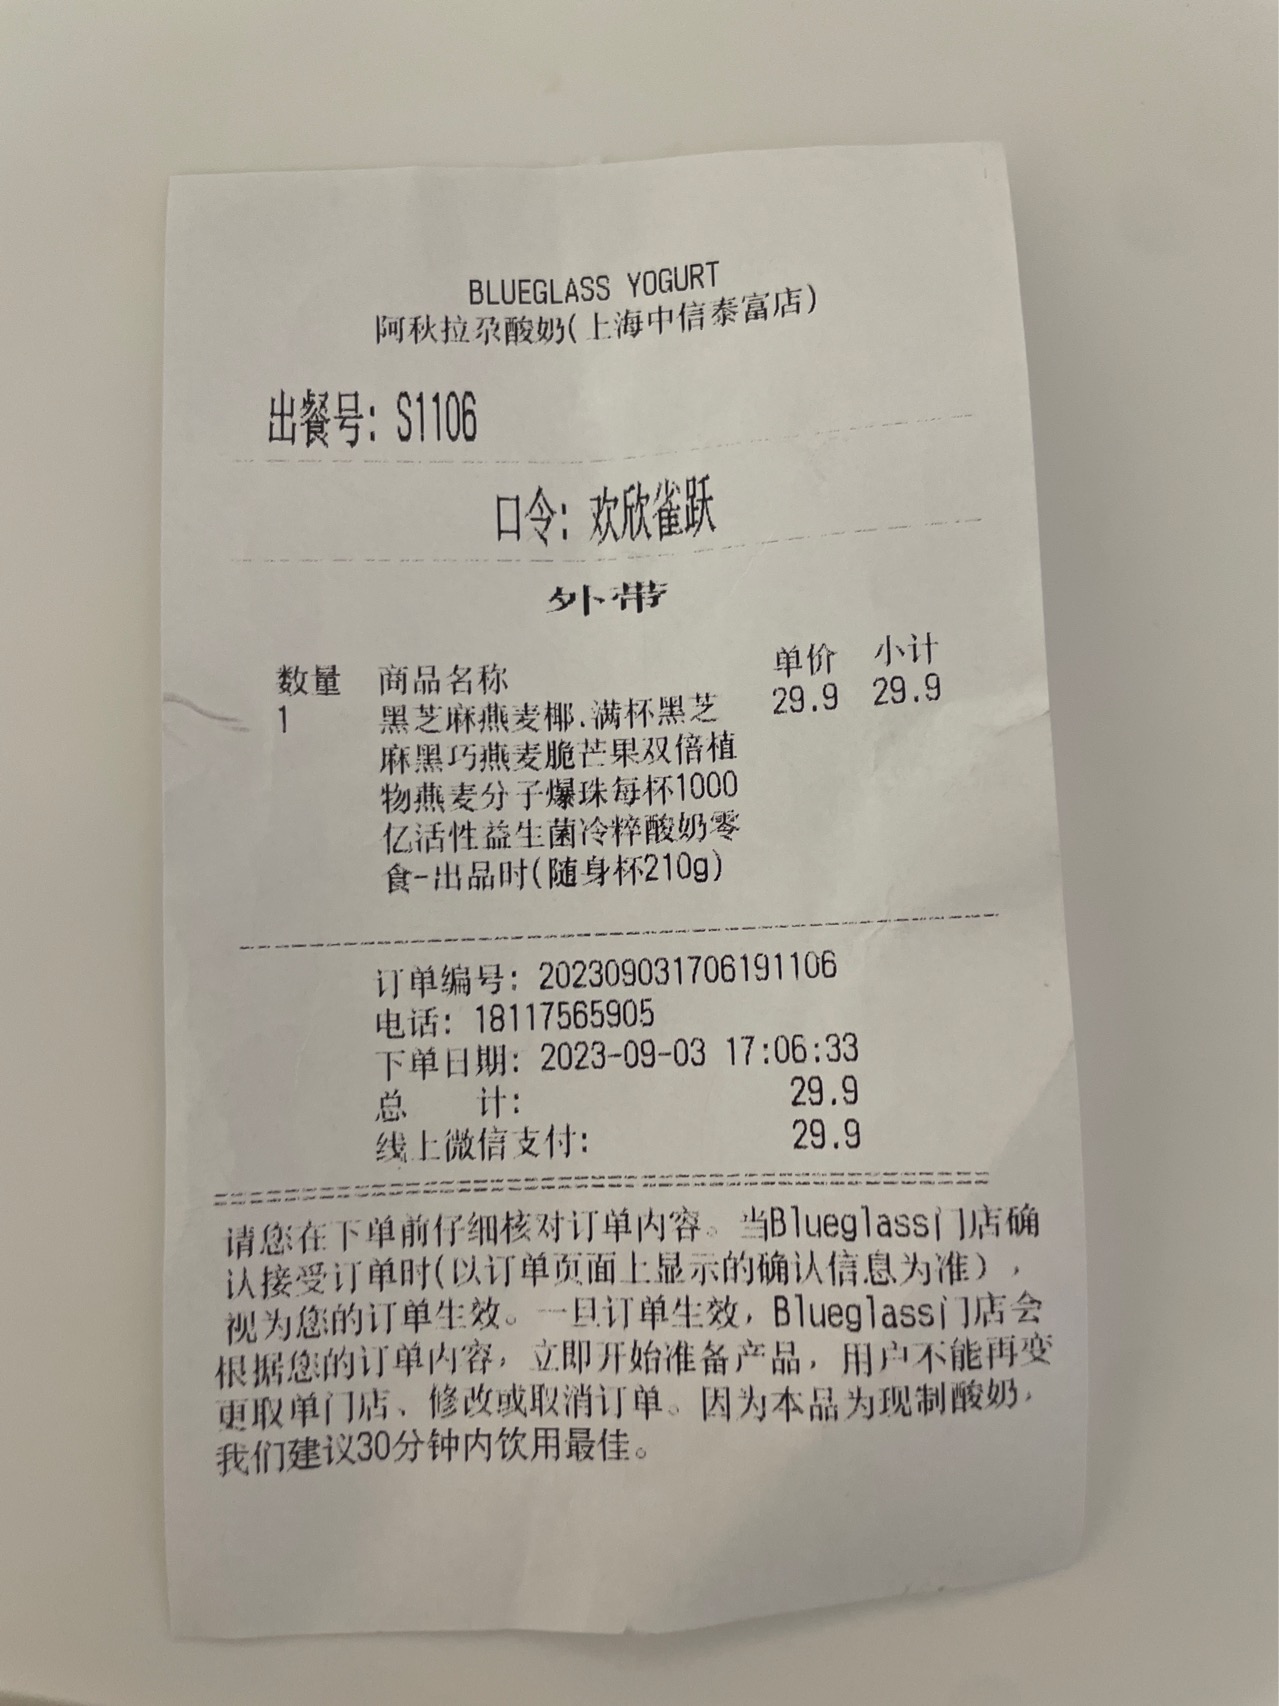 BLUEGLASS YOGURT
阿秋拉尕酸奶(上海中信泰富店)
出餐号: S1106
口令: 欢欣雀跃
外带
数量 商品名称 单价 小计
1 黑芝麻燕麦椰.满杯黑芝 29.9 29.9
麻黑巧燕麦脆芒果双倍植
物燕麦分子爆珠每杯1000
亿活性益生菌冷粹酸奶零
食-出品时(随身杯210g)
订单编号: 202309031706191106
电话: 18117565905
下单日期: 2023-09-03 17:06:33
总 计: 29.9
线上微信支付: 29.9
请您在下单前仔细核对订单内容。当Blueglass门店确
认接受订单时(以订单页面上显示的确认信息为准),
视为您的订单生效。一旦订单生效,Blueglass门店会
根据您的订单内容,立即开始准备产品,用户不能再变
更取单门店、修改或取消订单。因为本品为现制酸奶,
我们建议30分钟内饮用最佳。